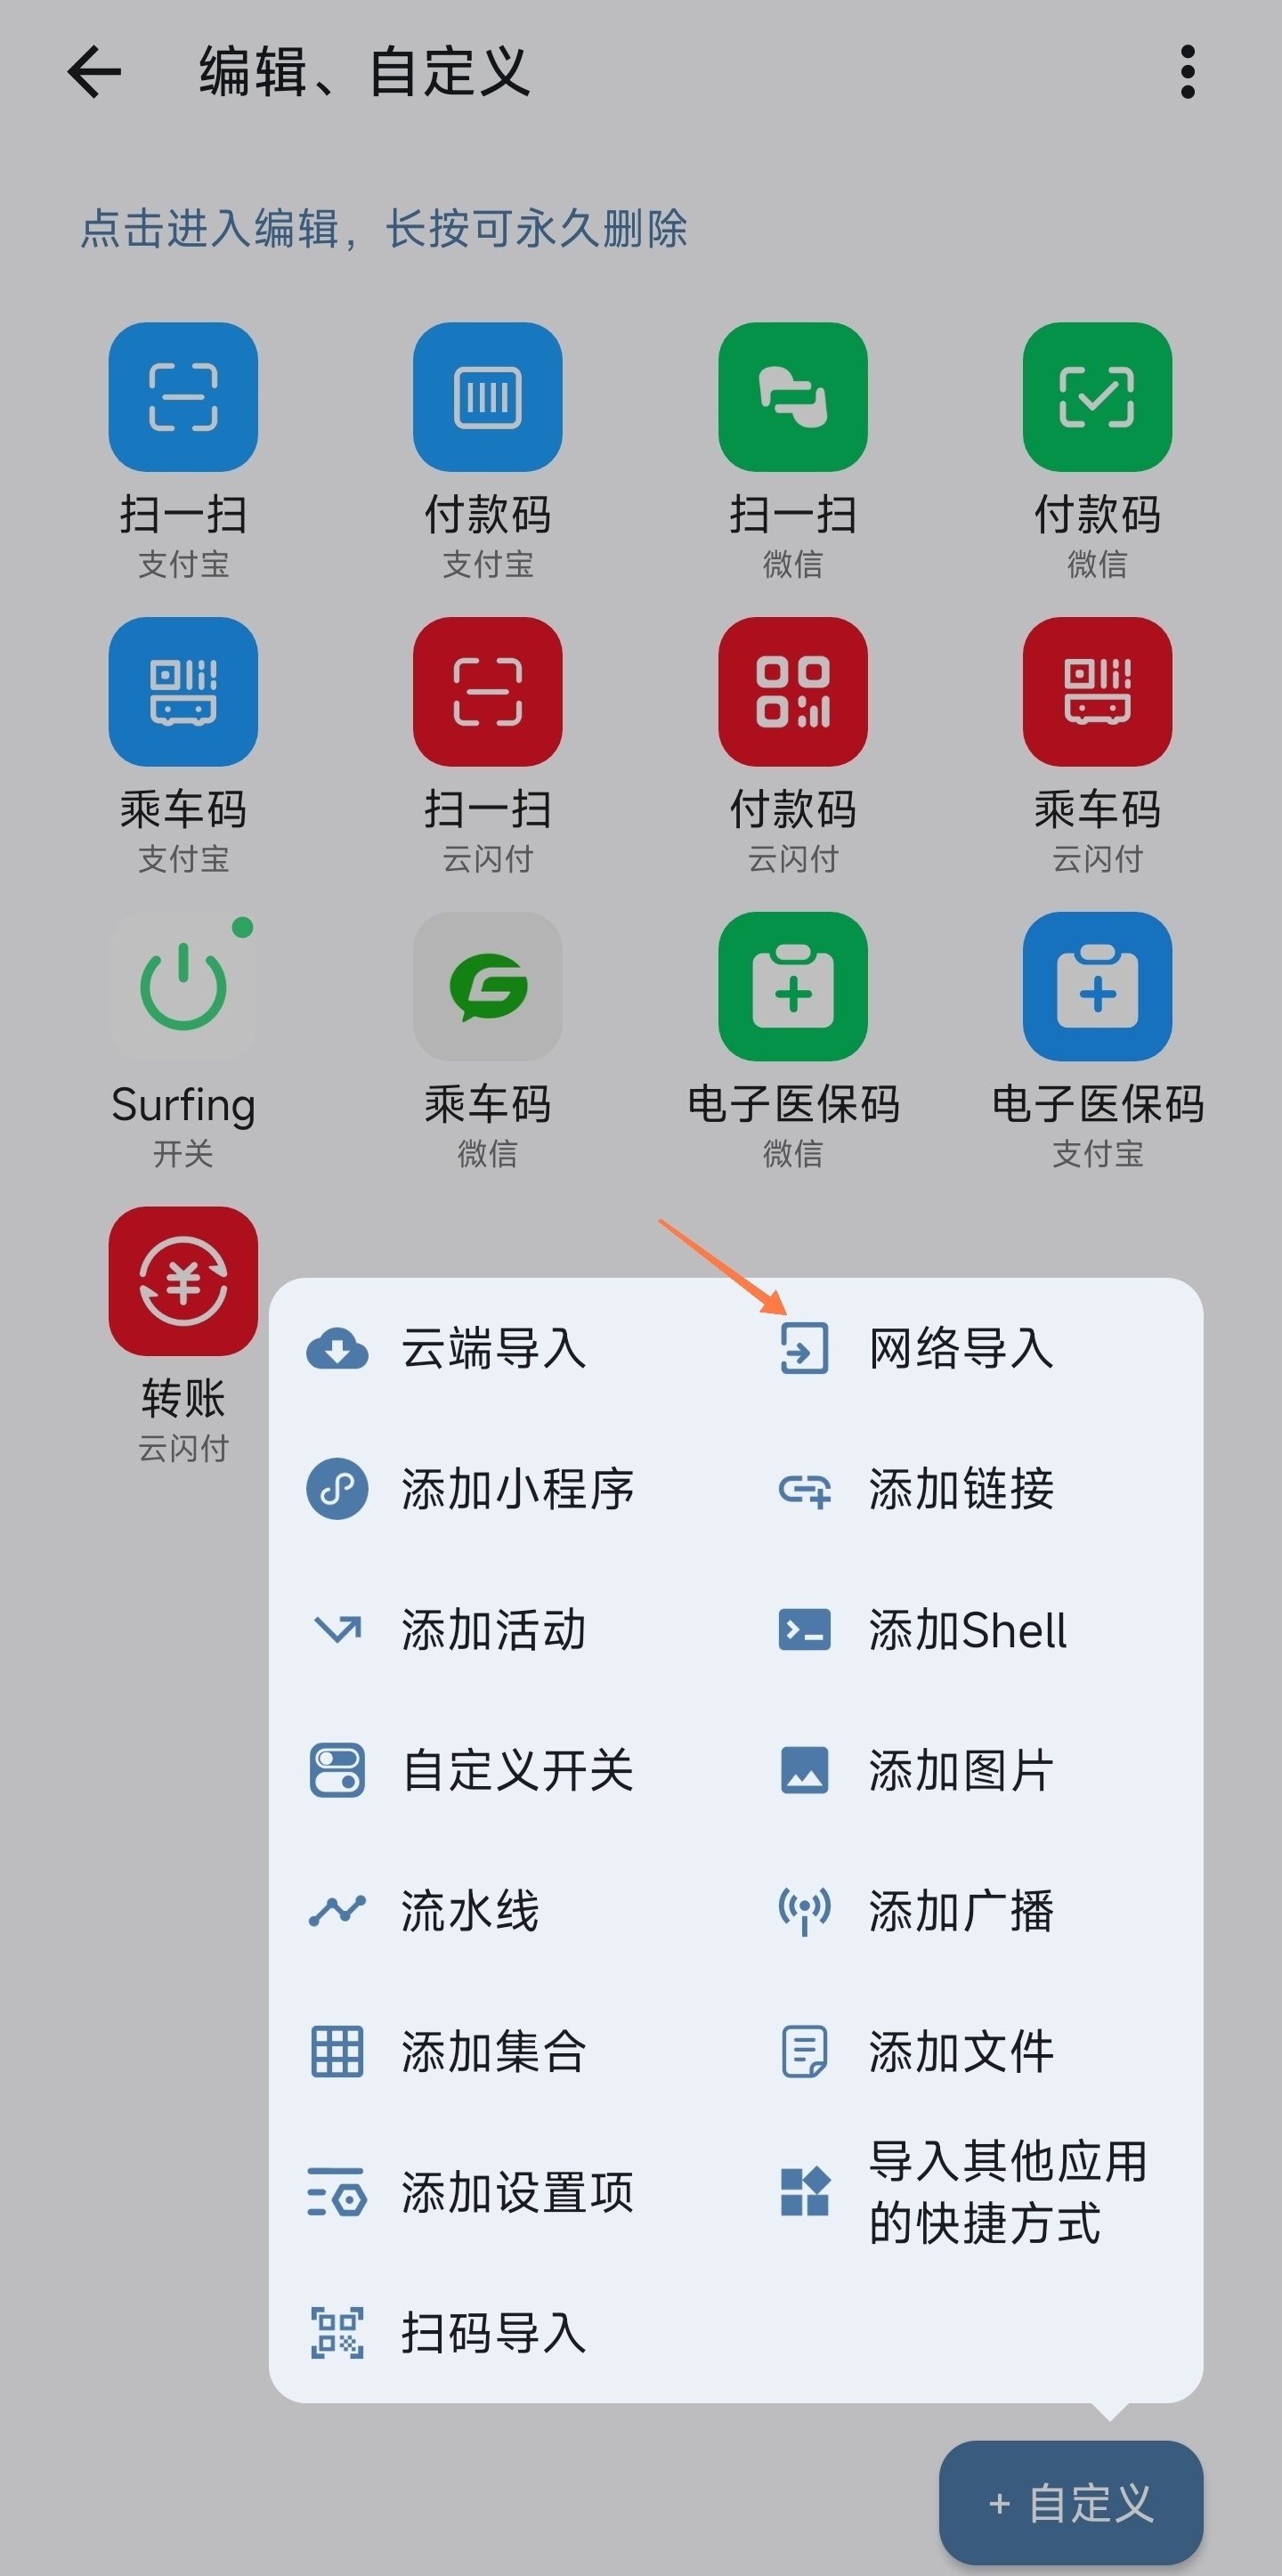 编辑、自定义
点击进入编辑，长按可永久删除
扫一扫 付款码 扫一扫 付款码
支付宝 支付宝 微信 微信
乘车码 扫一扫 付款码 乘车码
支付宝 云闪付 云闪付 云闪付
Surfing 乘车码 电子医保码 电子医保码
开关 微信 微信 支付宝
转账
云闪付
云端导入 网络导入
添加小程序 添加链接
添加活动 添加Shell
自定义开关 添加图片
流水线 添加广播
添加集合 添加文件
添加设置项 导入其他应用
的快捷方式
扫码导入
+ 自定义